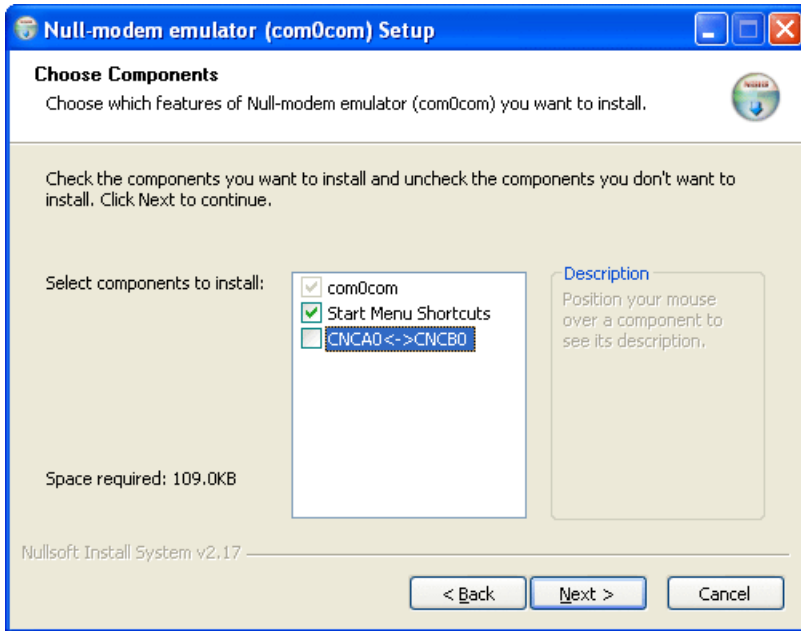 Null-modem emulator (com0com) Setup
Choose Components
Choose which features of Null-modem emulator (com0com) you want to install.
Check the components you want to install and uncheck the components you don't want to
install. Click Next to continue.
Select components to install:
com0com
Start Menu Shortcuts
CNCA0<->CNCB0
Description
Position your mouse
over a component to
see its description.
Space required: 109.0KB
Nullsoft Install System v2.17
< Back
Next >
Cancel